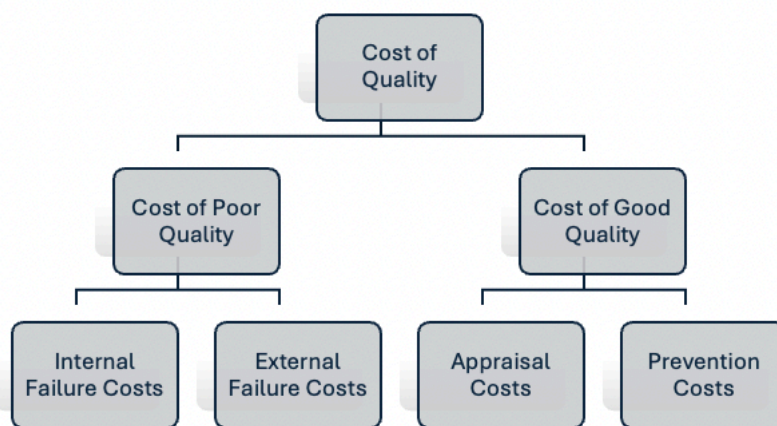 Cost of
Quality
Cost of Poor
Quality
Cost of Good
Quality
Internal
Failure Costs
External
Failure Costs
Appraisal
Costs
Prevention
Costs